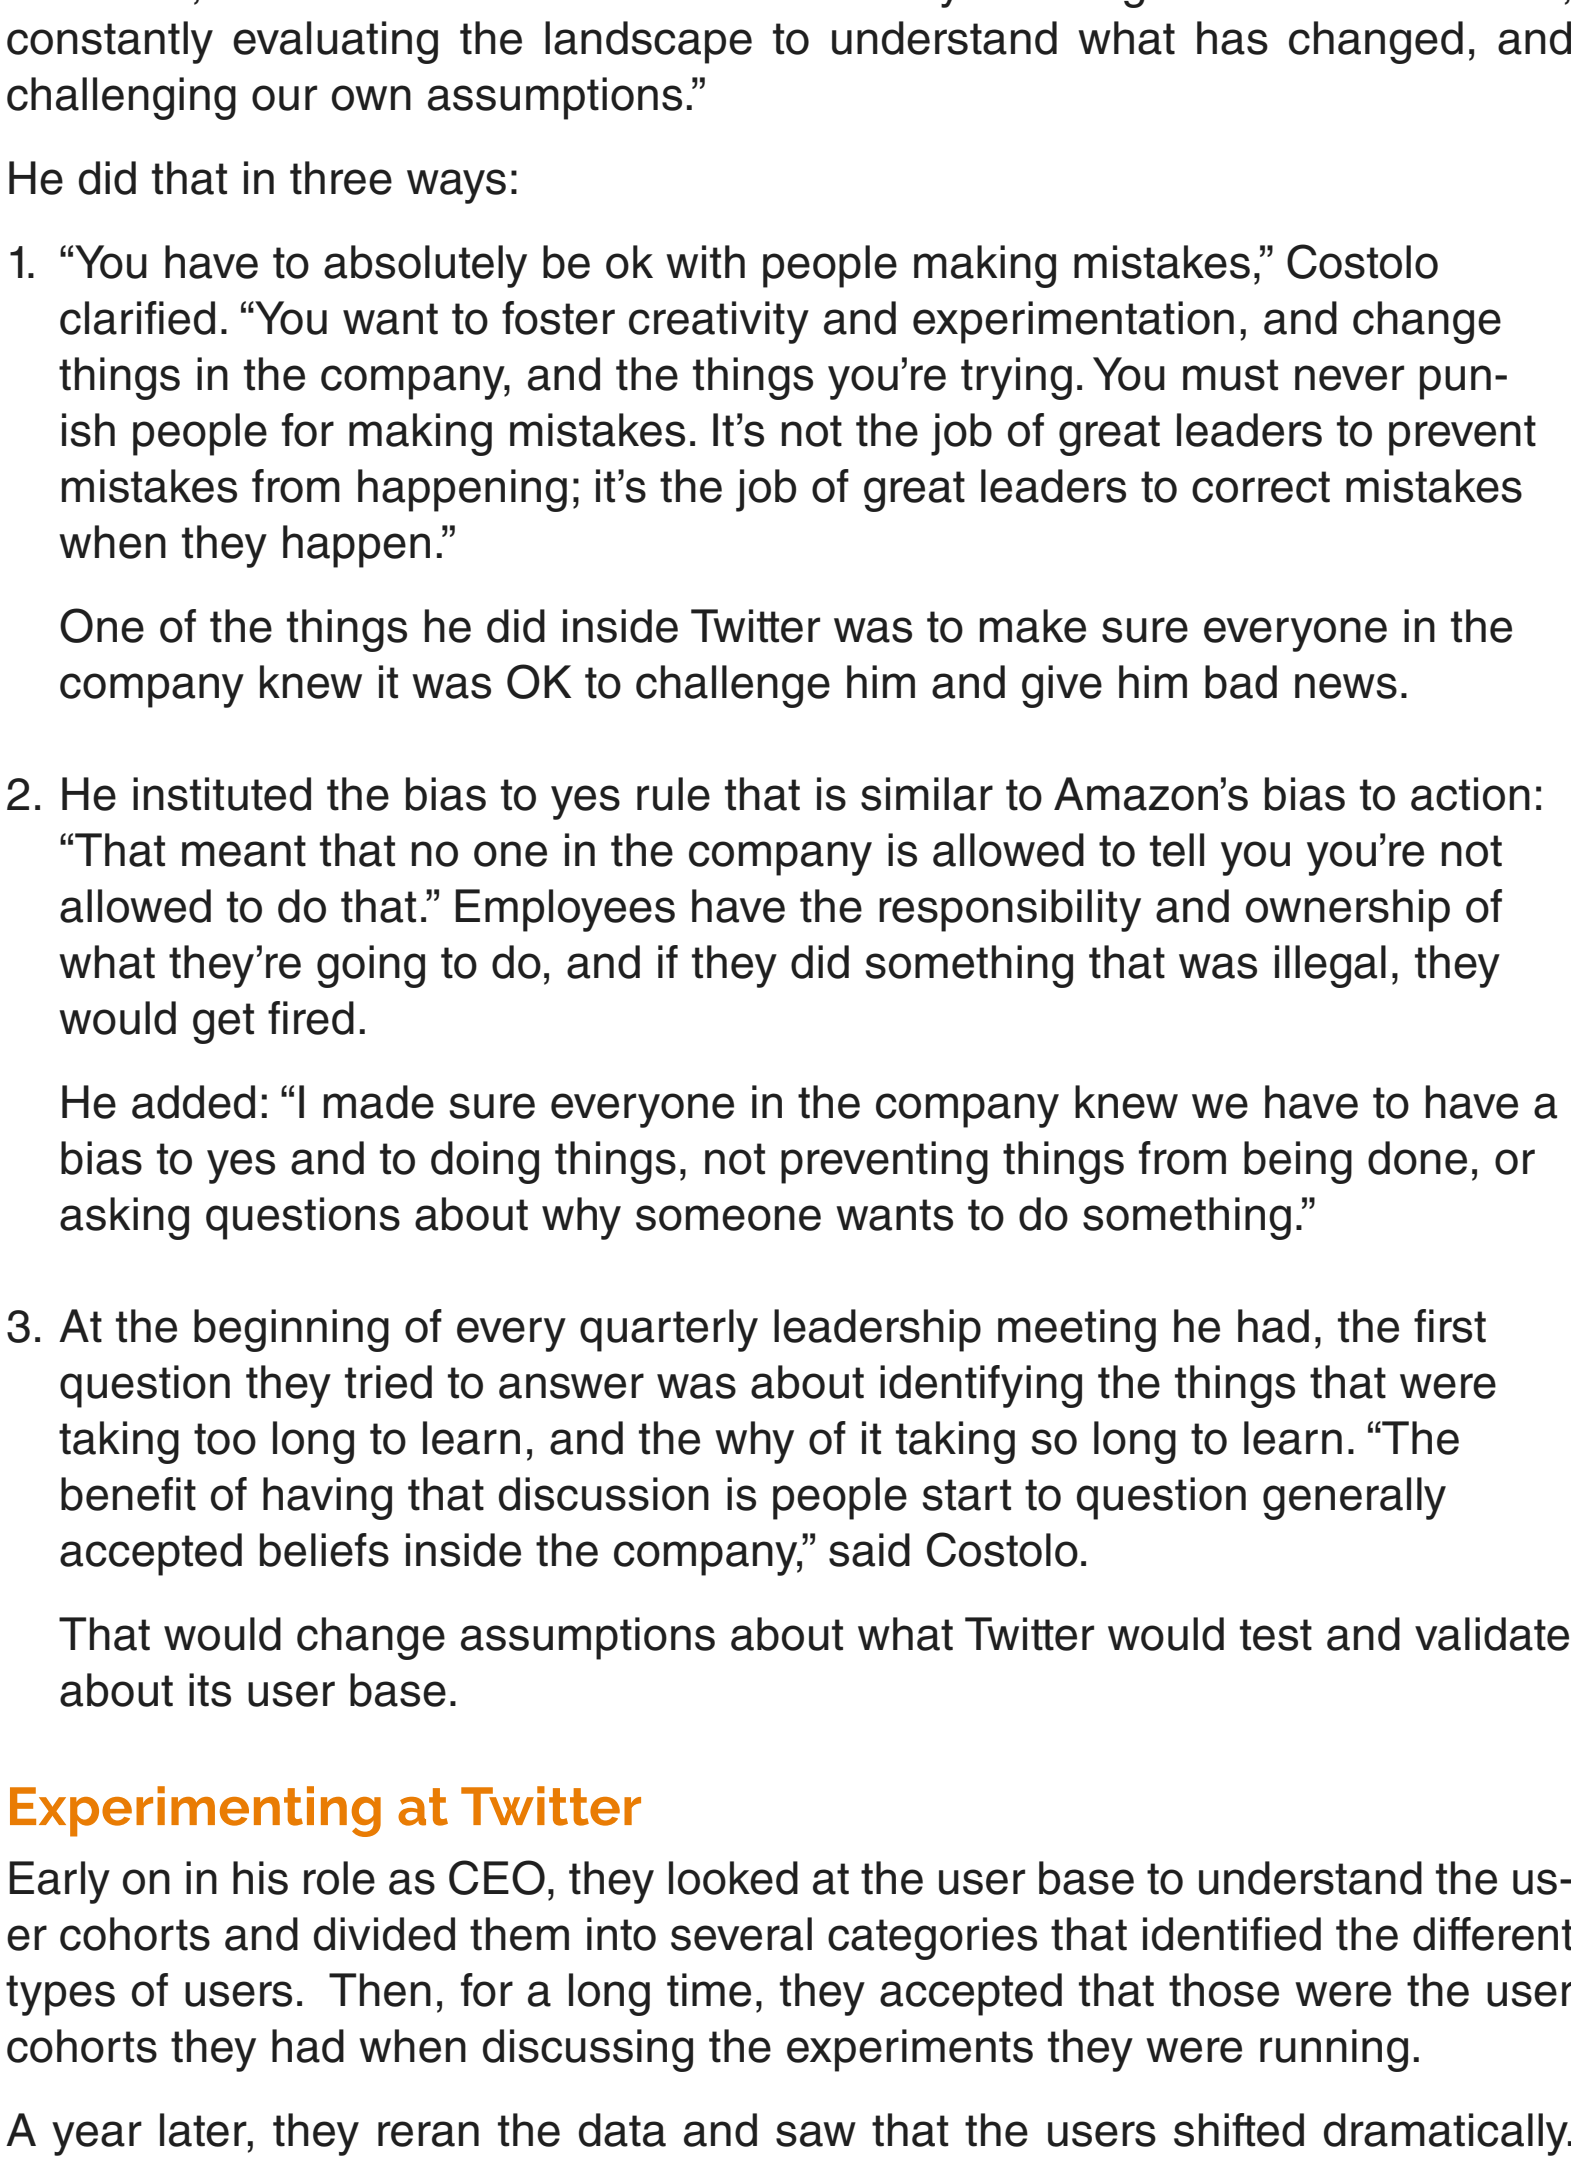 constantly evaluating the landscape to understand what has changed, and
challenging our own assumptions.”
He did that in three ways:
1. “You have to absolutely be ok with people making mistakes,” Costolo
clarified. “You want to foster creativity and experimentation, and change
things in the company, and the things you’re trying. You must never pun-
ish people for making mistakes. It’s not the job of great leaders to prevent
mistakes from happening; it’s the job of great leaders to correct mistakes
when they happen.”
One of the things he did inside Twitter was to make sure everyone in the
company knew it was OK to challenge him and give him bad news.
2. He instituted the bias to yes rule that is similar to Amazon’s bias to action:
“That meant that no one in the company is allowed to tell you you’re not
allowed to do that.” Employees have the responsibility and ownership of
what they’re going to do, and if they did something that was illegal, they
would get fired.
He added: “I made sure everyone in the company knew we have to have a
bias to yes and to doing things, not preventing things from being done, or
asking questions about why someone wants to do something.”
3. At the beginning of every quarterly leadership meeting he had, the first
question they tried to answer was about identifying the things that were
taking too long to learn, and the why of it taking so long to learn. “The
benefit of having that discussion is people start to question generally
accepted beliefs inside the company,” said Costolo.
That would change assumptions about what Twitter would test and validate
about its user base.
Experimenting at Twitter
Early on in his role as CEO, they looked at the user base to understand the us-
er cohorts and divided them into several categories that identified the different
types of users. Then, for a long time, they accepted that those were the user
cohorts they had when discussing the experiments they were running.
A year later, they reran the data and saw that the users shifted dramatically.